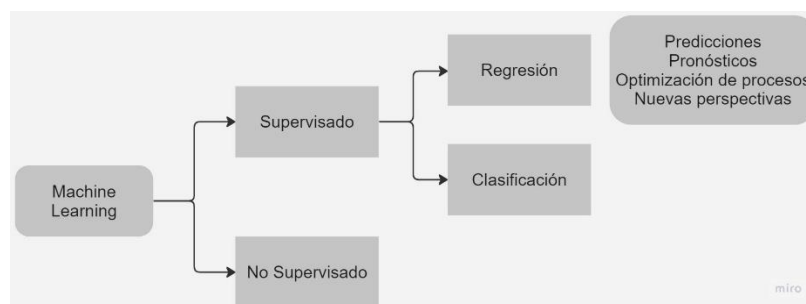 Machine
Learning
Supervisado
No Supervisado
Regresión
Clasificación
Predicciones
Pronósticos
Optimización de procesos
Nuevas perspectivas
miro